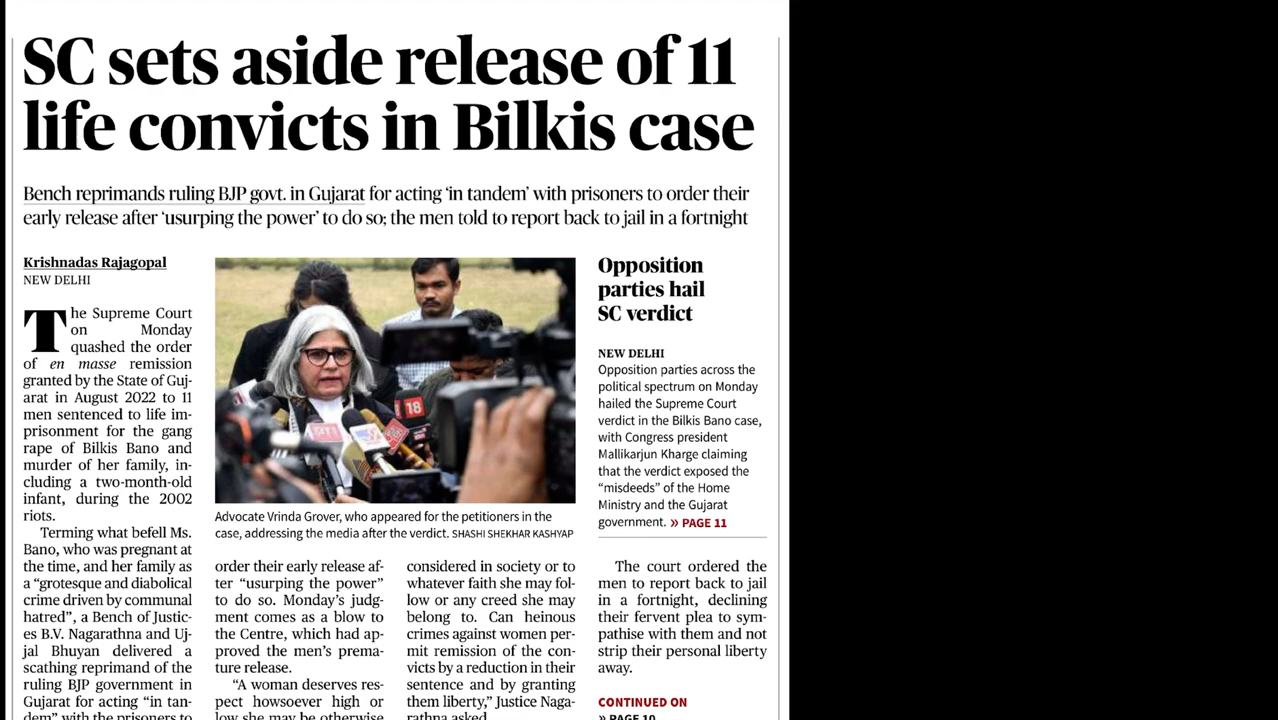 SC sets aside release of 11
life convicts in Bilkis case
Bench reprimands ruling BJP govt. in Gujarat for acting ‘in tandem’ with prisoners to order their
early release after ‘usurping the power’ to do so; the men told to report back to jail in a fortnight
Krishnadas Rajagopal
NEW DELHI
The Supreme Court
on Monday
quashed the order
of en masse remission
granted by the State of Guj-
arat in August 2022 to 11
men sentenced to life im-
prisonment for the gang
rape of Bilkis Bano and
murder of her family, in-
cluding a two-month-old
infant, during the 2002
riots.
Terming what befell Ms.
Bano, who was pregnant at
the time, and her family as
a “grotesque and diabolical
crime driven by communal
hatred”, a Bench of Justic-
es B.V. Nagarathna and Uj-
jal Bhuyan delivered a
scathing reprimand of the
ruling BJP government in
Gujarat for acting “in tan-
dem” with the prisoners to
18
Advocate Vrinda Grover, who appeared for the petitioners in the
case, addressing the media after the verdict. SHASHI SHEKHAR KASHYAP
order their early release af-
ter “usurping the power”
to do so. Monday’s judg-
ment comes as a blow to
the Centre, which had ap-
proved the men’s prema-
ture release.
“A woman deserves res-
pect howsoever high or
low she may be otherwise
considered in society or to
whatever faith she may fol-
low or any creed she may
belong to. Can heinous
crimes against women per-
mit remission of the con-
victs by a reduction in their
sentence and by granting
them liberty,” Justice Naga-
rathna asked.
Opposition
parties hail
SC verdict
NEW DELHI
Opposition parties across the
political spectrum on Monday
hailed the Supreme Court
verdict in the Bilkis Bano case,
with Congress president
Mallikarjun Kharge claiming
that the verdict exposed the
“misdeeds” of the Home
Ministry and the Gujarat
government. » PAGE 11
The court ordered the
men to report back to jail
in a fortnight, declining
their fervent plea to sym-
pathise with them and not
strip their personal liberty
away.
CONTINUED ON
» PAGE 10